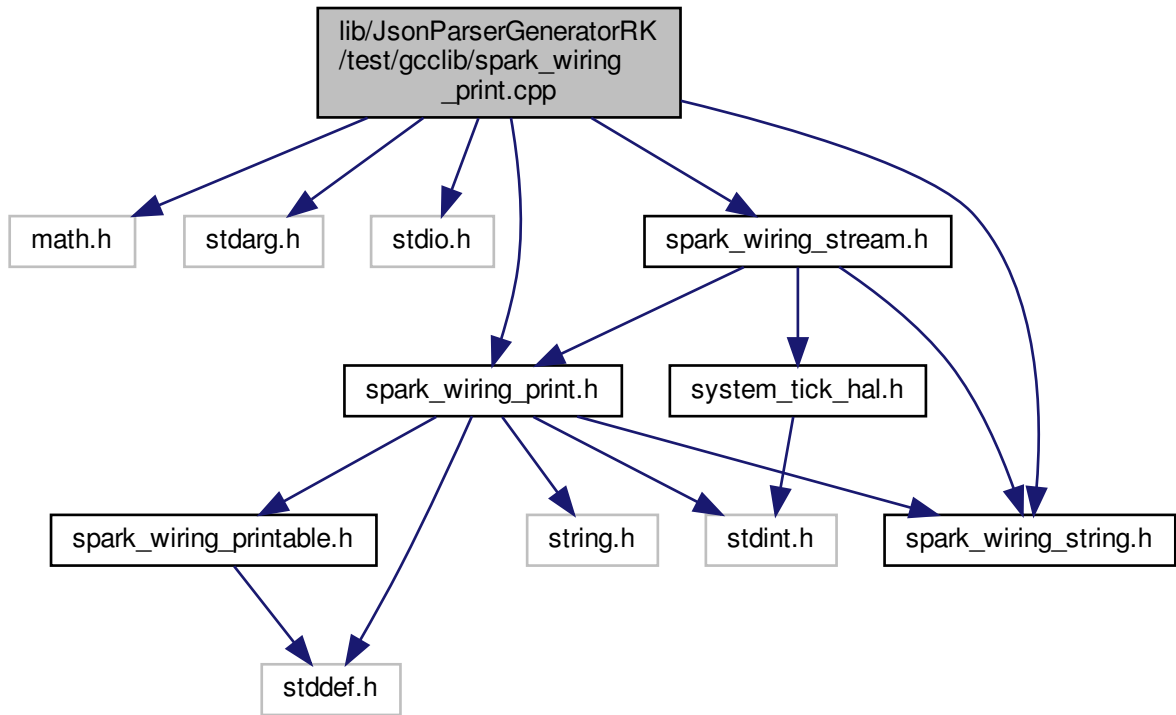 lib/JsonParserGeneratorRK
/test/gcclib/spark_wiring
_print.cpp
math.h
stdarg.h
stdio.h
spark_wiring_stream.h
spark_wiring_print.h
system_tick_hal.h
spark_wiring_printable.h
string.h
stdint.h
spark_wiring_string.h
stddef.h